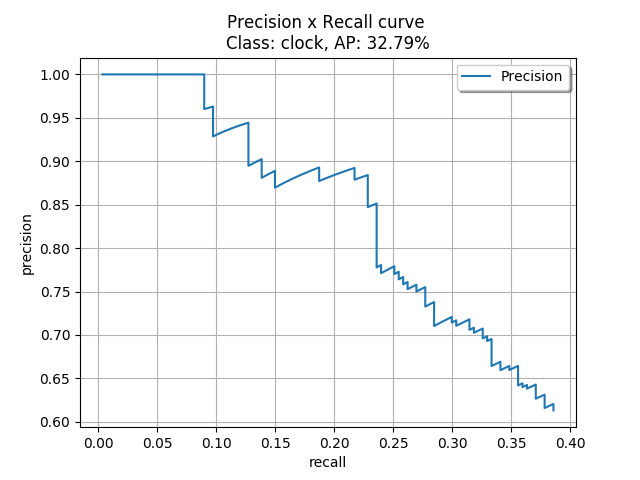 Precision x Recall curve
Class: clock, AP: 32.79%
Precision
1.00
0.95
0.90
0.85
0.80
0.75
0.70
0.65
0.60
precision
0.00 0.05 0.10 0.15 0.20 0.25 0.30 0.35 0.40
recall